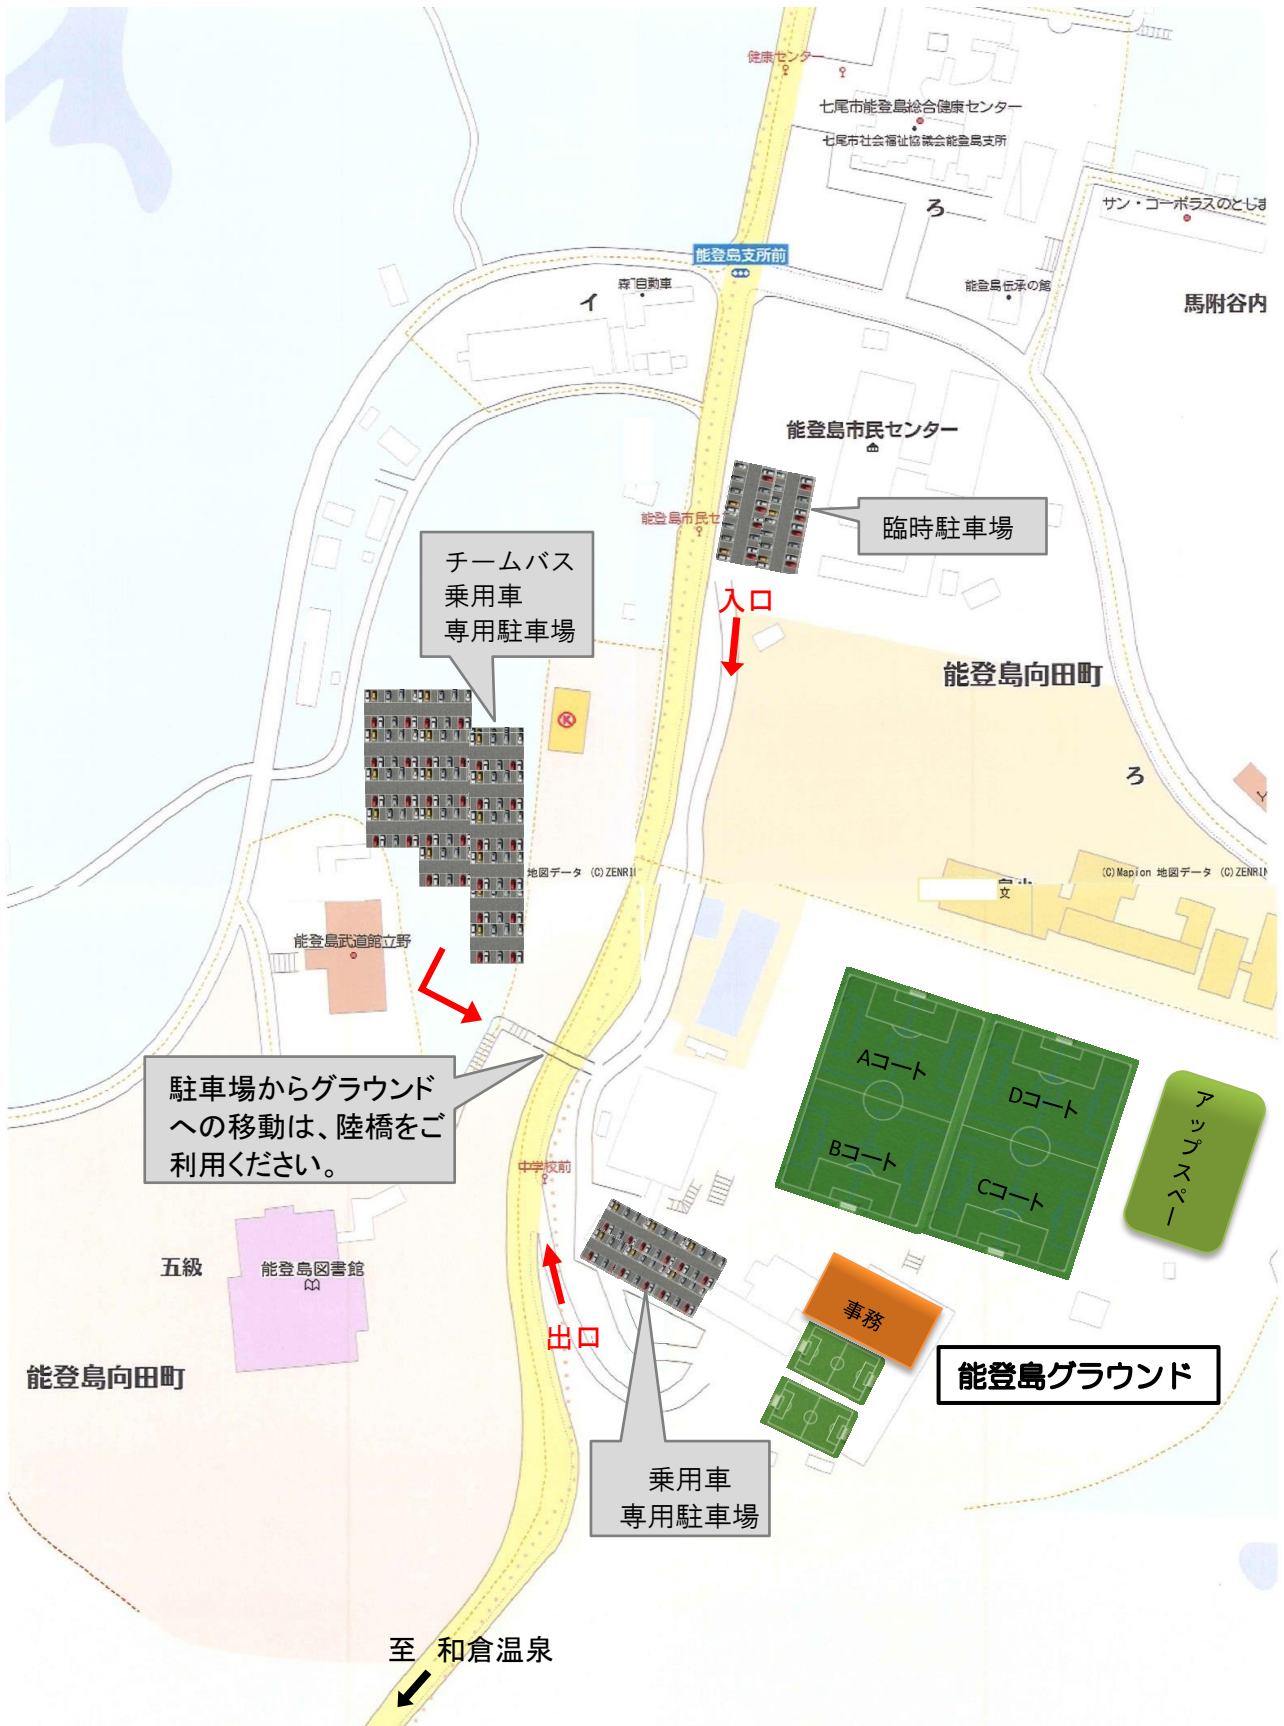 健康センター
七尾市能登島総合健康センター
七尾市社会福祉協議会能登島支所
サン・コーポラスのとじま
ろ
能登島支所前
森自動車
イ
能登島伝承の館
馬附谷内
能登島市民センター
能登島市民セ
臨時駐車場
チームバス
乗用車
専用駐車場
入口
能登島向田町
K
ろ
地図データ (C)ZENRI
(C)Mapion 地図データ (C)ZENRIN
文
能登島武道館立野
Aコート
Dコート
Bコート
Cコート
アップスペー
駐車場からグラウンド
への移動は、陸橋をご
利用ください。
中学校前
五級
能登島図書館
出口
事務
能登島グラウンド
能登島向田町
乗用車
専用駐車場
至 和倉温泉